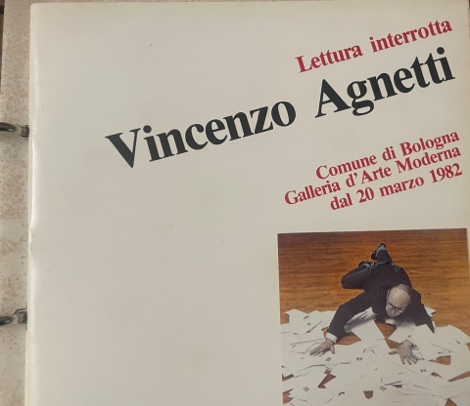 Lettura interrotta
Vincenzo Agnetti
Comune di Bologna
Galleria d'Arte Moderna
dal 20 marzo 1982